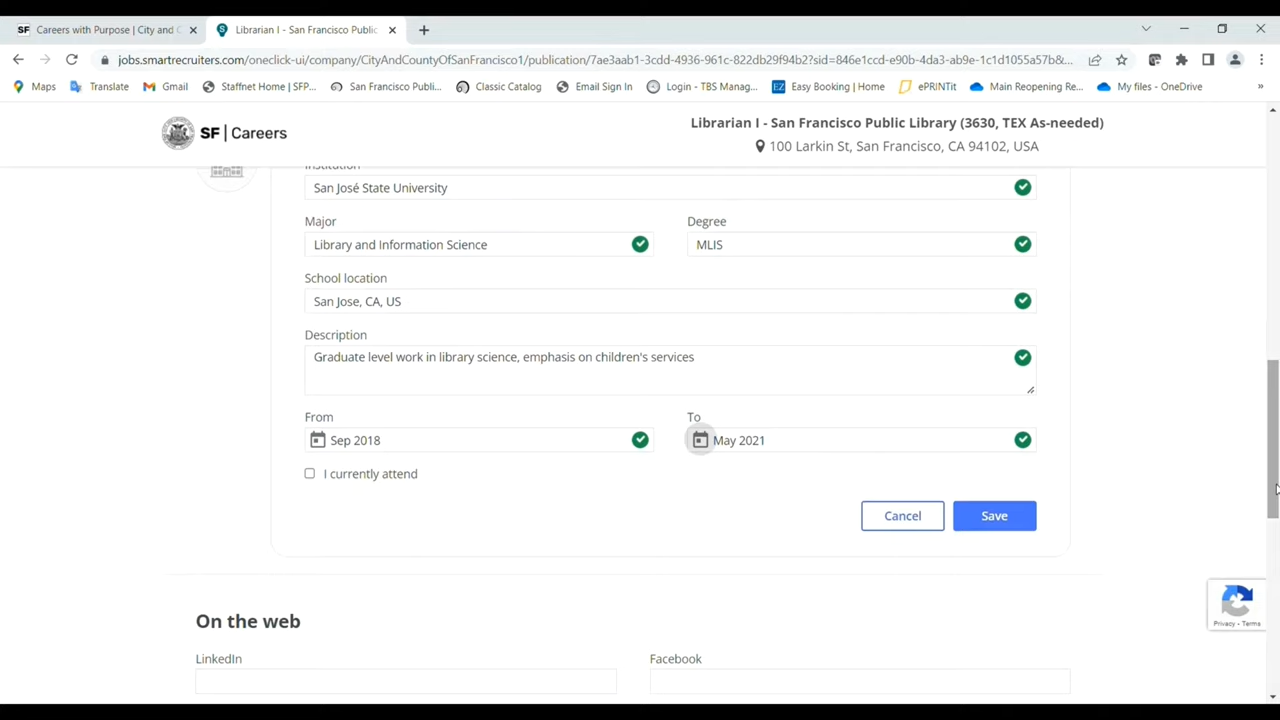 SF Careers with Purpose | City and C
Librarian I - San Francisco Public
jobs.smartrecruiters.com/oneclick-ui/company/CityAndCountyOfSanFrancisco1/publication/7ae3aab1-3cdd-4936-961c-822db29f94b2?sid=846e1ccd-e90b-4da3-ab9e-1c1d1055a57b&...
Maps
Translate
Gmail
Staffnet Home | SFP...
San Francisco Publi...
Classic Catalog
Email Sign In
Login - TBS Manag...
EZ Easy Booking | Home
ePRINTit
Main Reopening Re...
My files - OneDrive
»
SF | Careers
Librarian I - San Francisco Public Library (3630, TEX As-needed)
100 Larkin St, San Francisco, CA 94102, USA
Institution
San José State University
Major
Degree
Library and Information Science
MLIS
School location
San Jose, CA, US
Description
Graduate level work in library science, emphasis on children's services
From
To
Sep 2018
May 2021
I currently attend
Cancel
Save
On the web
Privacy - Terms
LinkedIn
Facebook